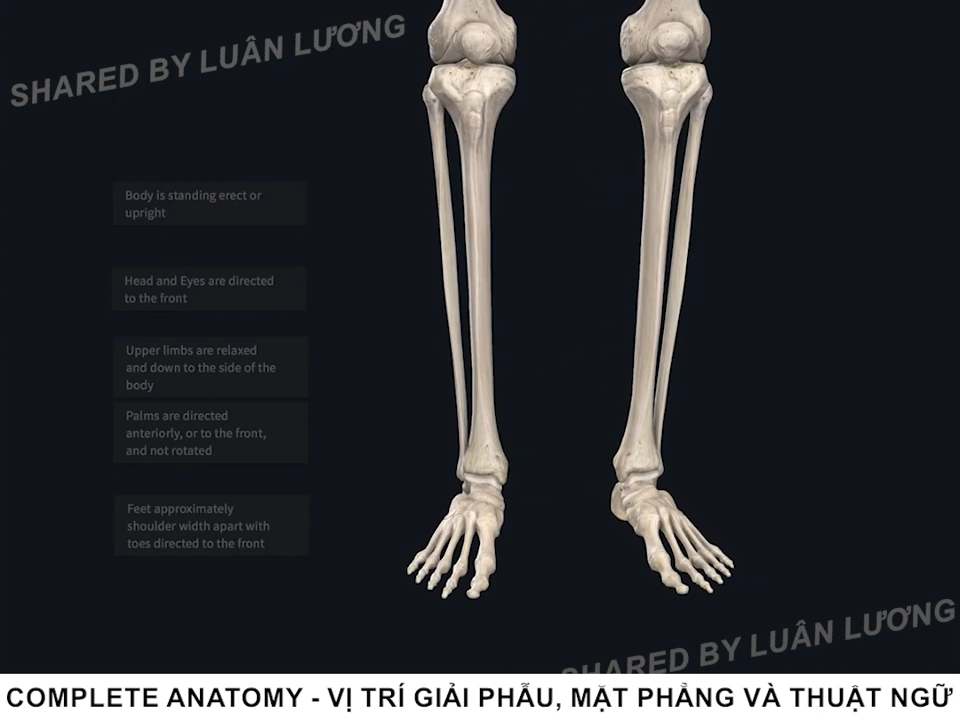 SHARED BY LUÂN LƯƠNG
Body is standing erect or
upright
Head and Eyes are directed
to the front
Upper limbs are relaxed
and down to the side of the
body
Palms are directed
anteriorly, or to the front,
and not rotated
Feet approximately
shoulder width apart with
toes directed to the front
SHARED BY LUÂN LƯƠNG
COMPLETE ANATOMY - VỊ TRÍ GIẢI PHẪU, MẶT PHẲNG VÀ THUẬT NGỮ